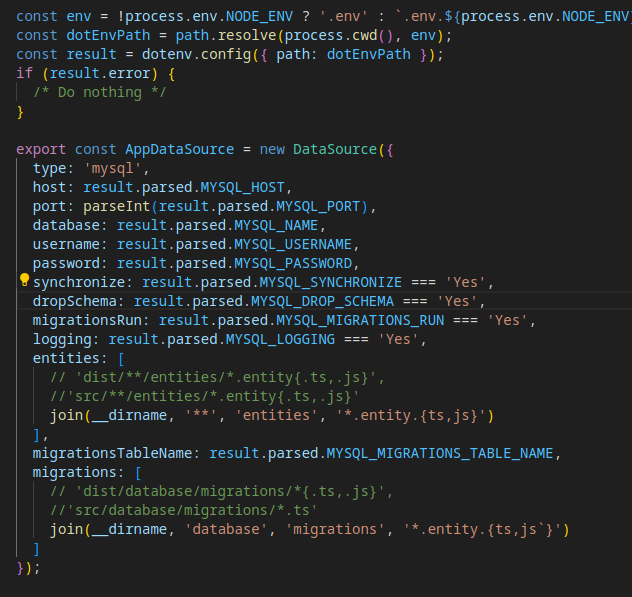 const env = !process.env.NODE_ENV ? '.env' : `.env.${process.env.NODE_ENV
const dotEnvPath = path.resolve(process.cwd(), env);
const result = dotenv.config({ path: dotEnvPath });
if (result.error) {
/* Do nothing */
}
export const AppDataSource = new DataSource({
type: 'mysql',
host: result.parsed.MYSQL_HOST,
port: parseInt(result.parsed.MYSQL_PORT),
database: result.parsed.MYSQL_NAME,
username: result.parsed.MYSQL_USERNAME,
password: result.parsed.MYSQL_PASSWORD,
synchronize: result.parsed.MYSQL_SYNCHRONIZE === 'Yes',
dropSchema: result.parsed.MYSQL_DROP_SCHEMA === 'Yes',
migrationsRun: result.parsed.MYSQL_MIGRATIONS_RUN === 'Yes',
logging: result.parsed.MYSQL_LOGGING === 'Yes',
entities: [
// 'dist/**/entities/*.entity{.ts,.js}',
//'src/**/entities/*.entity{.ts,.js}'
join(__dirname, '**', 'entities', '*.entity.{ts,js}')
],
migrationsTableName: result.parsed.MYSQL_MIGRATIONS_TABLE_NAME,
migrations: [
// 'dist/database/migrations/*{.ts,.js}',
//'src/database/migrations/*.ts'
join(__dirname, 'database', 'migrations', '*.entity.{ts,js`}')
]
});